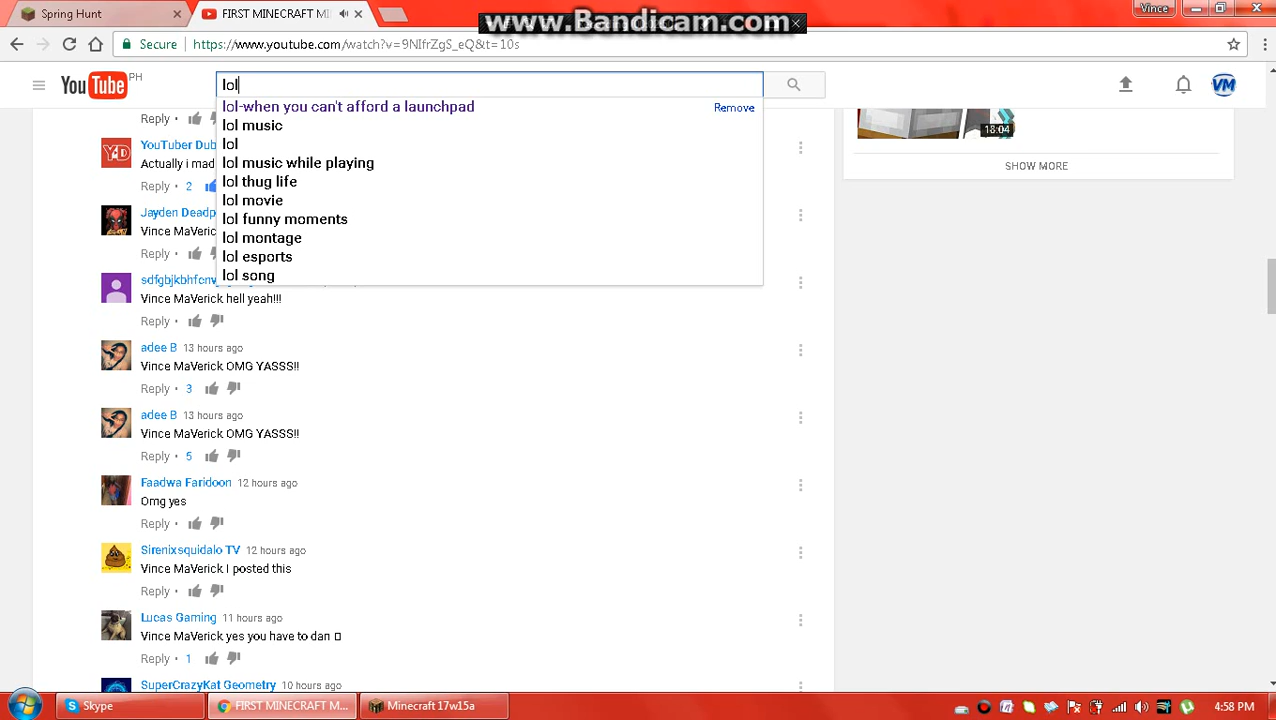 Spring Hunt
FIRST MINECRAFT M
www.Bandicam.com
Vince
Secure
https://www.youtube.
tch?v=9NIfrZgS_eQ&t=10s
YouTube PH
lol
VM
lol-when you can't afford a launchpad
Remove
lol music
lol
lol music while playing
lol thug life
lol movie
lol funny moments
lol montage
lol esports
lol song
18:04
SHOW MORE
Reply
YD
YouTuber Dub
Actually i mad
Reply 2
Jayden Deadp
Vince MaVer
Reply
Vince MaVerick hell yeah!!!
Reply
adee B 13 hours ago
Vince MaVerick OMG YASSS!!
Reply 3
adee B 13 hours ago
Vince MaVerick OMG YASSS!!
Reply 5
Faadwa Faridoon 12 hours ago
Omg yes
Reply
Sirenixsquidalo TV 12 hours ago
Vince MaVerick I posted this
Reply
Lucas Gaming 11 hours ago
Vince MaVerick yes you have to dan
Reply 1
SuperCrazyKat Geometry 10 hours ago
Skype
FIRST MINECRAFT M...
Minecraft 17w15a
4:58 PM